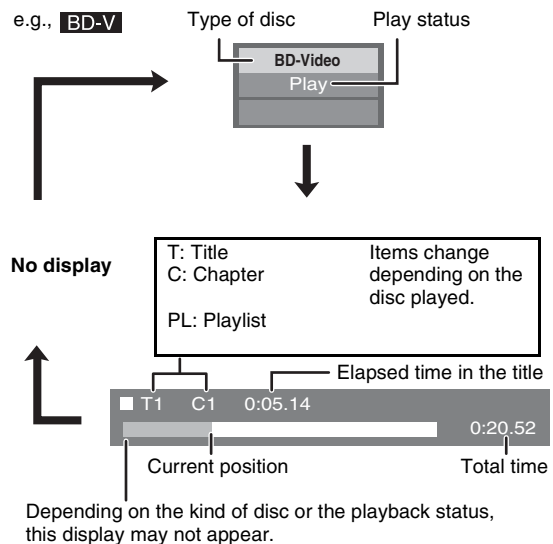 e.g., BD-V
Type of disc
Play status
BD-Video
Play
No display
T: Title
C: Chapter
PL: Playlist
Items change
depending on the
disc played.
Elapsed time in the title
T1 C1 0:05.14
0:20.52
Current position
Total time
Depending on the kind of disc or the playback status,
this display may not appear.